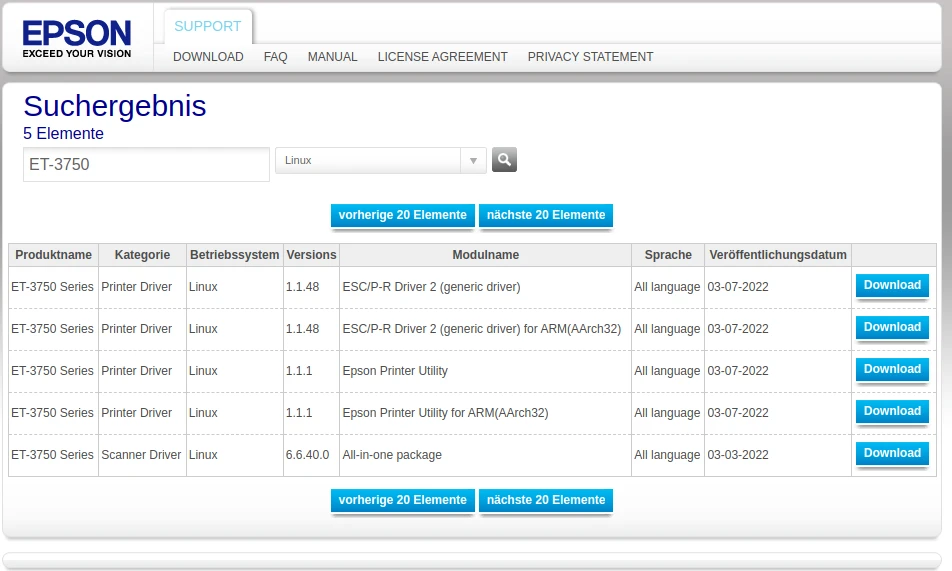 EPSON
EXCEED YOUR VISION
SUPPORT
DOWNLOAD FAQ MANUAL LICENSE AGREEMENT PRIVACY STATEMENT
Suchergebnis
5 Elemente
ET-3750 Linux
vorherige 20 Elemente nächste 20 Elemente
Produktname Kategorie Betriebssystem Versions Modulname Sprache Veröffentlichungsdatum
ET-3750 Series Printer Driver Linux 1.1.48 ESC/P-R Driver 2 (generic driver) All language 03-07-2022 Download
ET-3750 Series Printer Driver Linux 1.1.48 ESC/P-R Driver 2 (generic driver) for ARM(AArch32) All language 03-07-2022 Download
ET-3750 Series Printer Driver Linux 1.1.1 Epson Printer Utility All language 03-07-2022 Download
ET-3750 Series Printer Driver Linux 1.1.1 Epson Printer Utility for ARM(AArch32) All language 03-07-2022 Download
ET-3750 Series Scanner Driver Linux 6.6.40.0 All-in-one package All language 03-03-2022 Download
vorherige 20 Elemente nächste 20 Elemente